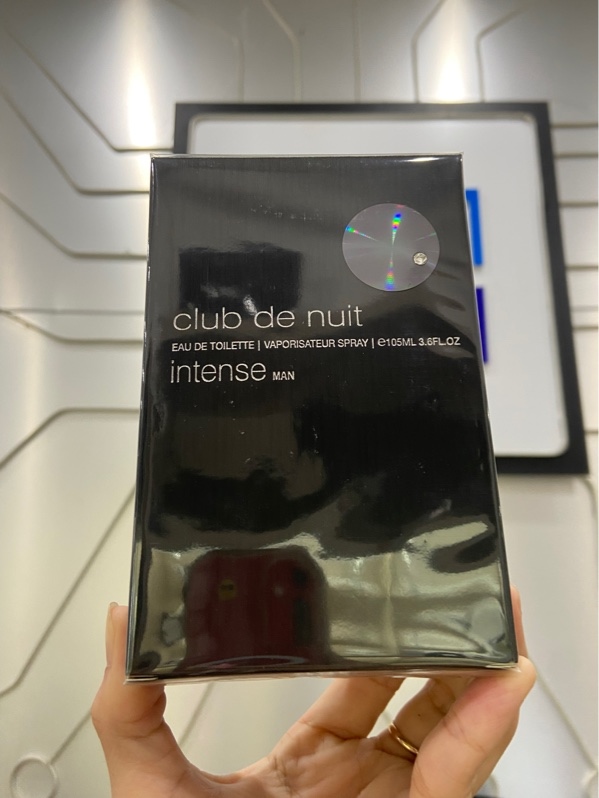 club de nuit
EAU DE TOILETTE | VAPORISATEUR SPRAY | ℮105ML 3.6FL.OZ
intense MAN